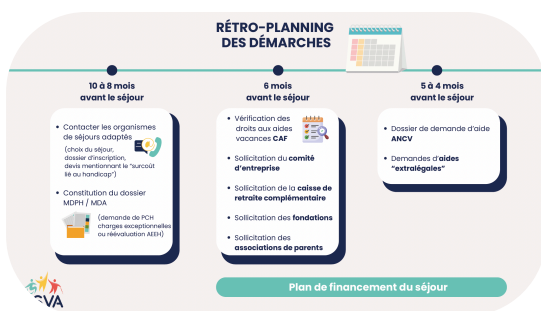 RÉTRO-PLANNING
DES DÉMARCHES
10 à 8 mois
avant le séjour
Contacter les organismes
de séjours adaptés
(choix du séjour,
dossier d'inscription,
devis mentionnant le "surcoût
lié au handicap")
Constitution du dossier
MDPH / MDA
(demande de PCH
charges exceptionnelles
ou réévaluation AEEH)
6 mois
avant le séjour
Vérification des
droits aux aides
vacances CAF
Sollicitation du comité
d'entreprise
Sollicitation de la caisse de
retraite complémentaire
Sollicitation des fondations
Sollicitation des
associations de parents
5 à 4 mois
avant le séjour
Dossier de demande d'aide
ANCV
Demandes d'aides
"extralégales"
Plan de financement du séjour